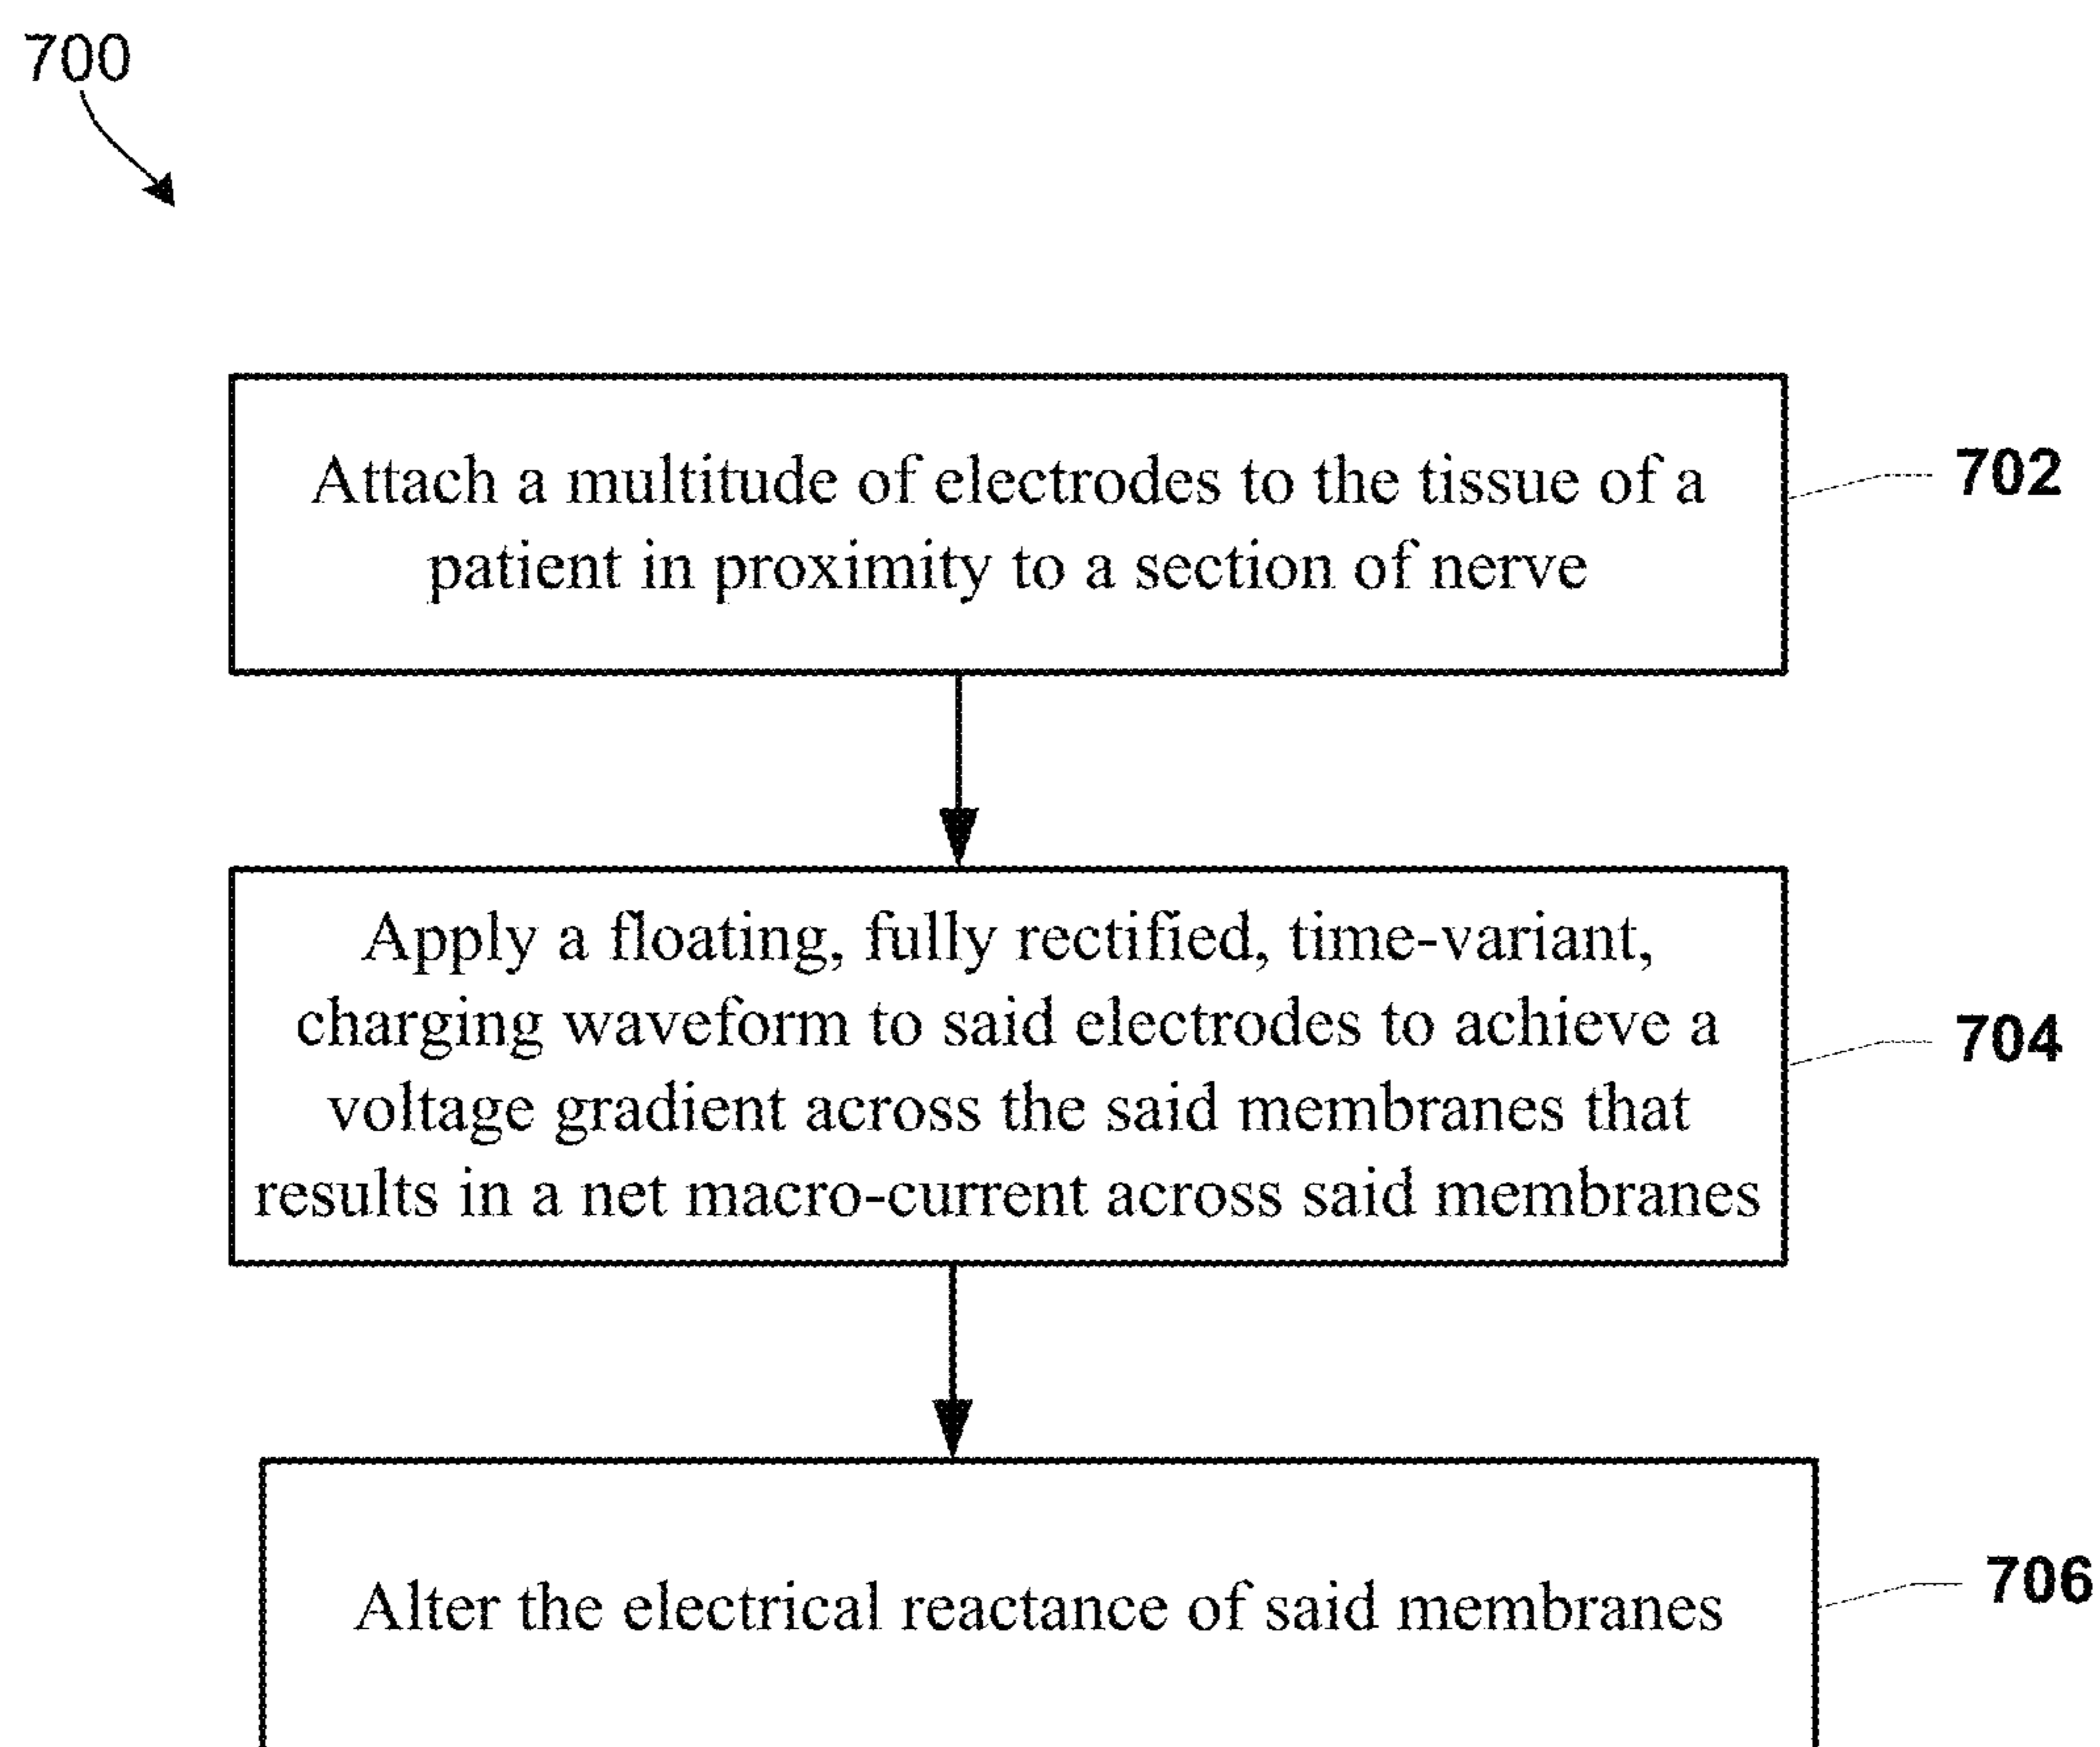 700
Attach a multitude of electrodes to the tissue of a
patient in proximity to a section of nerve
702
Apply a floating, fully rectified, time-variant,
charging waveform to said electrodes to achieve a
voltage gradient across the said membranes that
results in a net macro-current across said membranes
704
Alter the electrical reactance of said membranes
706